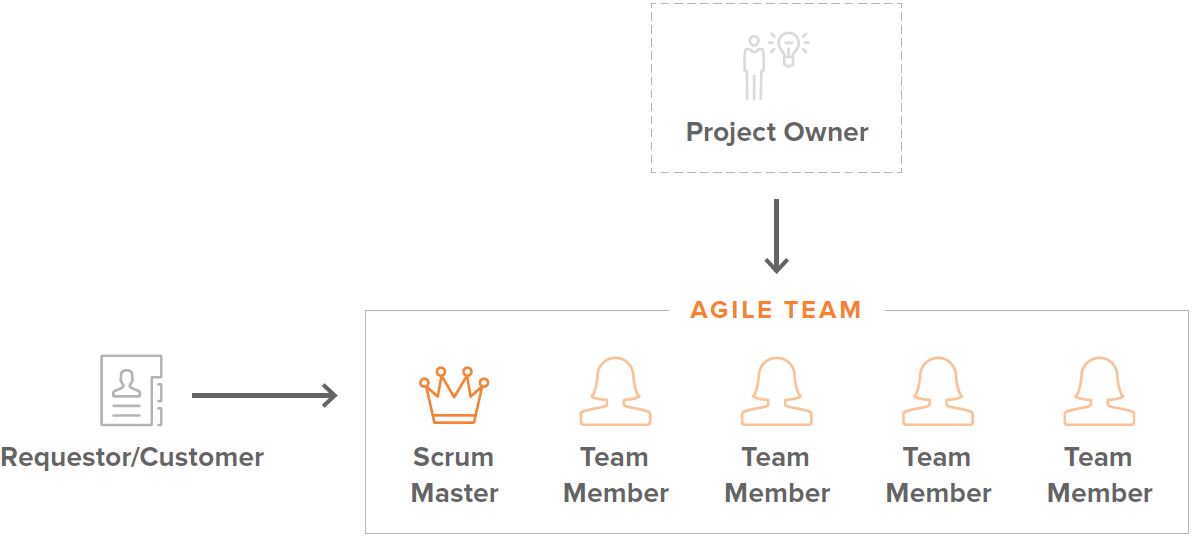 Project Owner
AGILE TEAM
Requestor/Customer
Scrum
Master
Team
Member
Team
Member
Team
Member
Team
Member